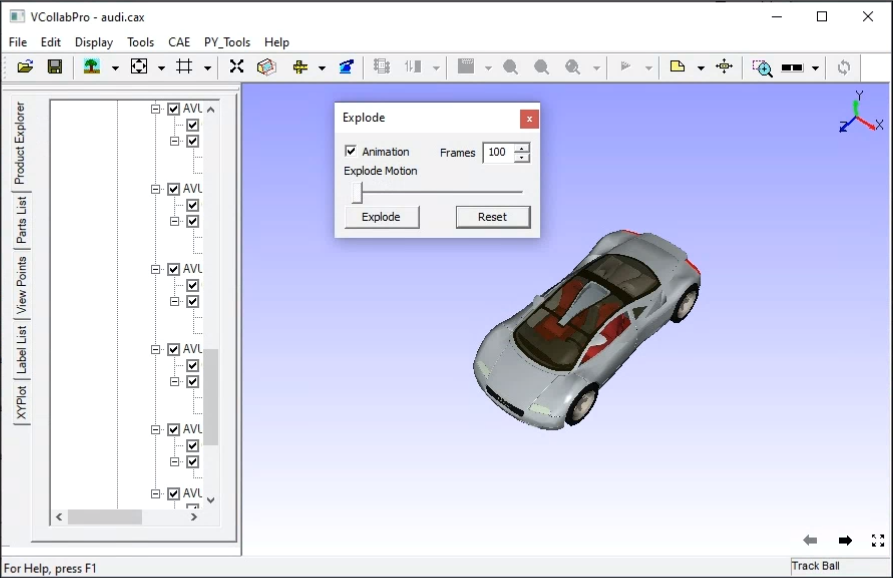 VCollabPro - audi.cax
File Edit Display Tools CAE PY_Tools Help
Product Explorer
Parts List
View Points
Label List
XYPlot
AVU
AVU
AVU
AVU
AVU
AVU
Explode
x
Animation Frames 100
Explode Motion
Explode Reset
Y
Z X
For Help, press F1
Track Ball